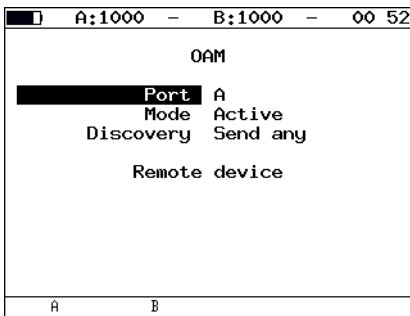 A:1000 – B:1000 – 00 52
OAM
Port A
Mode Active
Discovery Send any
Remote device
A B